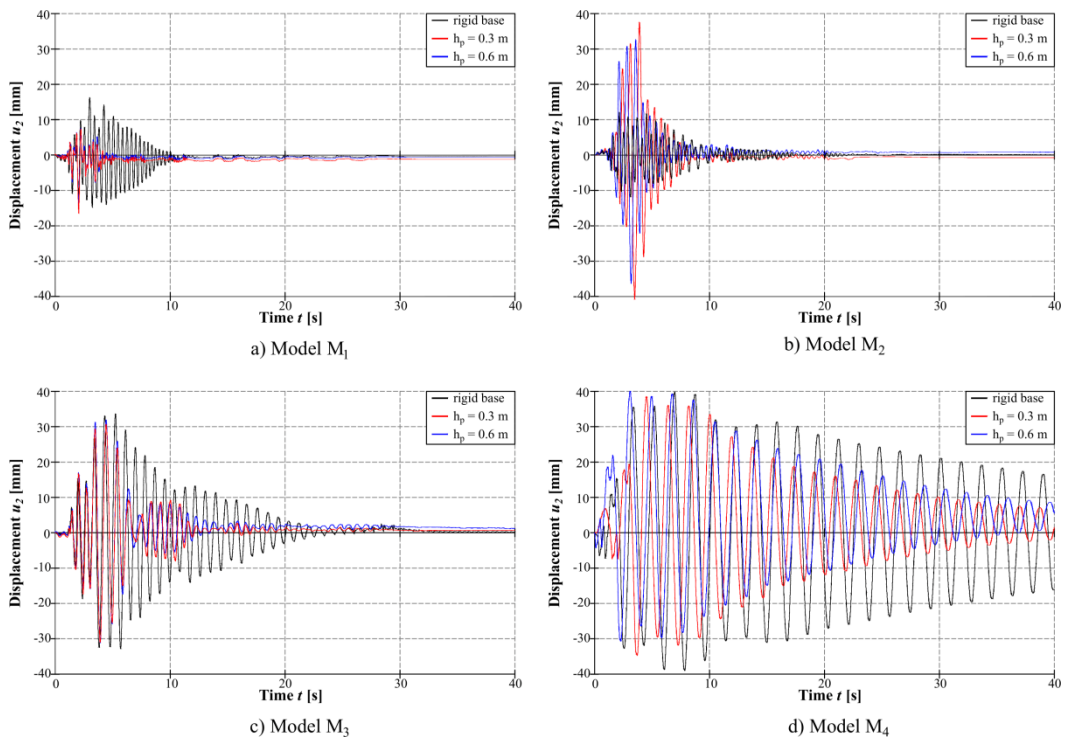 40
30
20
10
0
-10
-20
-30
-40
Displacement u₂ [mm]
rigid base
hₚ = 0.3 m
hₚ = 0.6 m
0 10 20 30 40
Time t [s]
a) Model M₁
40
30
20
10
0
-10
-20
-30
-40
Displacement u₂ [mm]
rigid base
hₚ = 0.3 m
hₚ = 0.6 m
0 10 20 30 40
Time t [s]
b) Model M₂
40
30
20
10
0
-10
-20
-30
-40
Displacement u₂ [mm]
rigid base
hₚ = 0.3 m
hₚ = 0.6 m
0 10 20 30 40
Time t [s]
c) Model M₃
40
30
20
10
0
-10
-20
-30
-40
Displacement u₂ [mm]
rigid base
hₚ = 0.3 m
hₚ = 0.6 m
0 10 20 30 40
Time t [s]
d) Model M₄